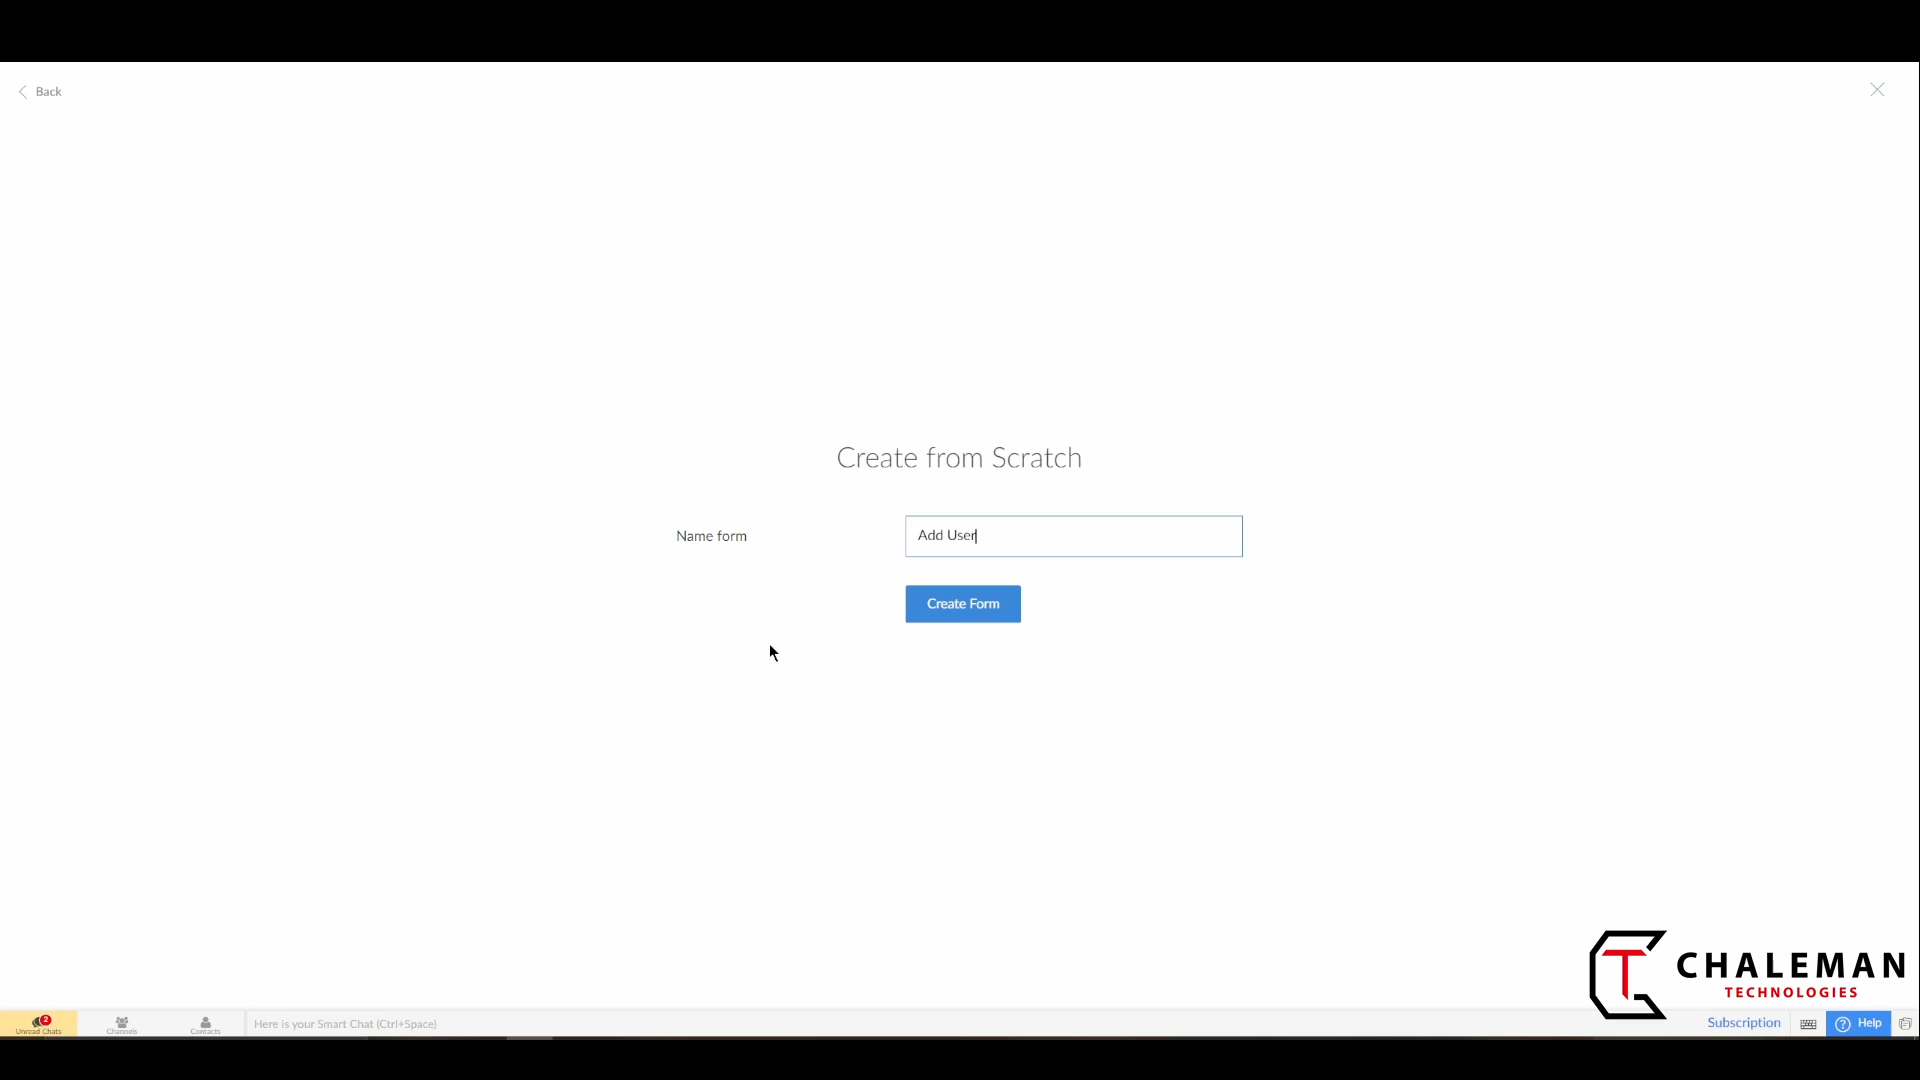 Back
Create from Scratch
Name form
Add User
Create Form
CHALEMAN
TECHNOLOGIES
2
Unread Chats
Channels
Contacts
Here is your Smart Chat (Ctrl+Space)
Subscription
? Help